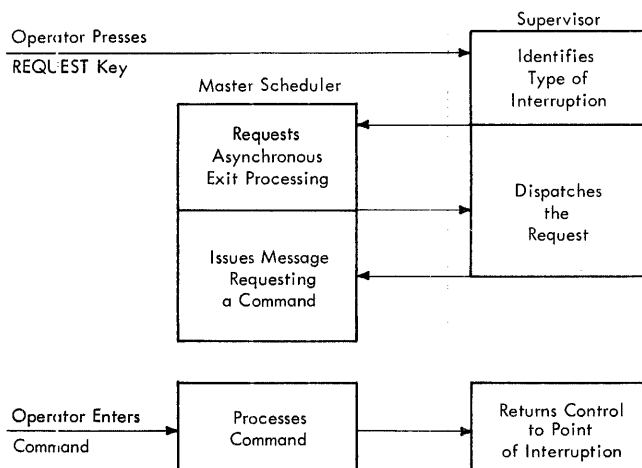 Supervisor
Operator Presses
REQUEST Key
Identifies
Type of
Interruption
Master Scheduler
Requests
Asynchronous
Exit Processing
Dispatches
the
Request
Issues Message
Requesting
a Command
Operator Enters
Command
Processes
Command
Returns Control
to Point
of Interruption